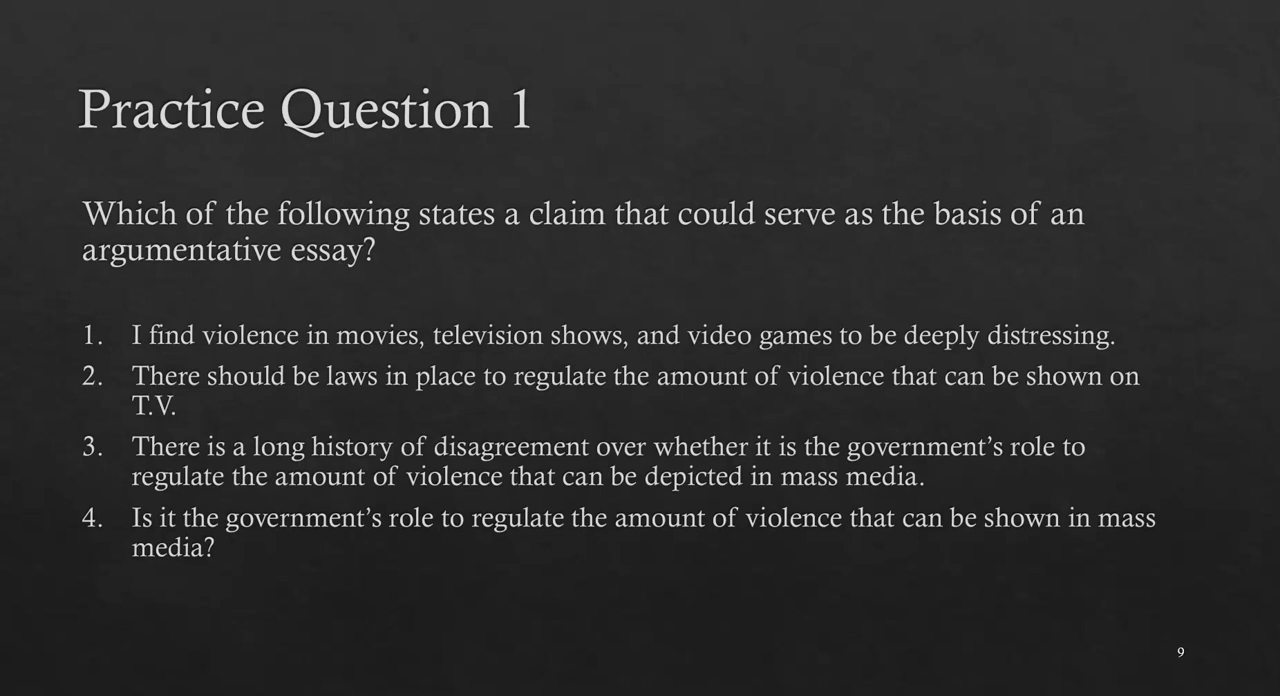 Practice Question 1
Which of the following states a claim that could serve as the basis of an
argumentative essay?
1. I find violence in movies, television shows, and video games to be deeply distressing.
2. There should be laws in place to regulate the amount of violence that can be shown on
T.V.
3. There is a long history of disagreement over whether it is the government’s role to
regulate the amount of violence that can be depicted in mass media.
4. Is it the government’s role to regulate the amount of violence that can be shown in mass
media?
9